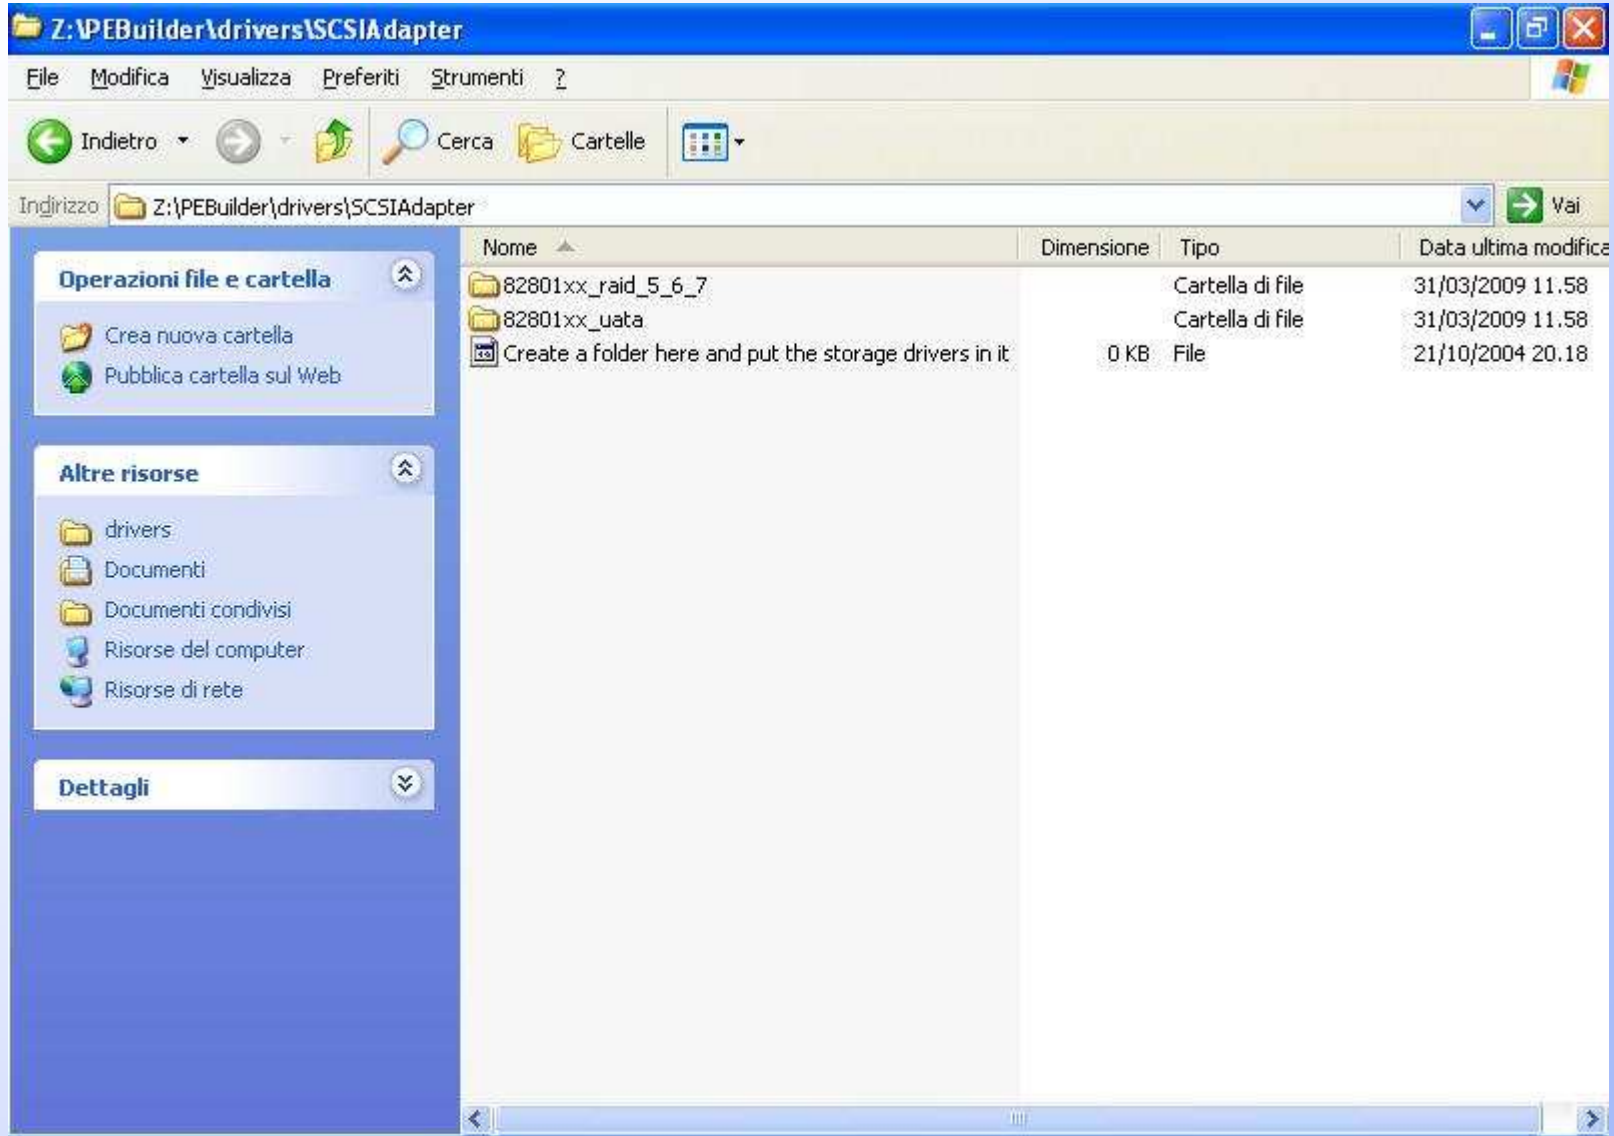 Z:\PEBuilder\drivers\SCSIAdapter
File Modifica Visualizza Preferiti Strumenti ?
Indietro Cerca Cartelle
Indirizzo Z:\PEBuilder\drivers\SCSIAdapter Vai
Operazioni file e cartella
Crea nuova cartella
Pubblica cartella sul Web
Altre risorse
drivers
Documenti
Documenti condivisi
Risorse del computer
Risorse di rete
Dettagli
Nome Dimensione Tipo Data ultima modifica
82801xx_raid_5_6_7 Cartella di file 31/03/2009 11.58
82801xx_uata Cartella di file 31/03/2009 11.58
Create a folder here and put the storage drivers in it 0 KB File 21/10/2004 20.18